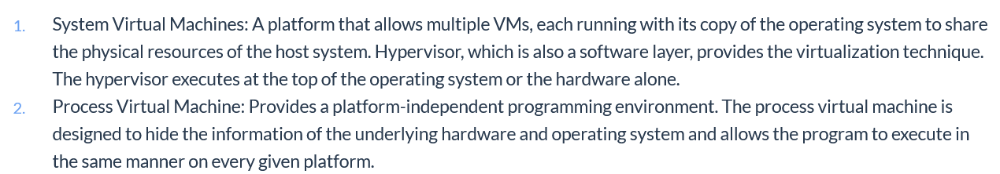 1. System Virtual Machines: A platform that allows multiple VMs, each running with its copy of the operating system to share
the physical resources of the host system. Hypervisor, which is also a software layer, provides the virtualization technique.
The hypervisor executes at the top of the operating system or the hardware alone.
2. Process Virtual Machine: Provides a platform-independent programming environment. The process virtual machine is
designed to hide the information of the underlying hardware and operating system and allows the program to execute in
the same manner on every given platform.